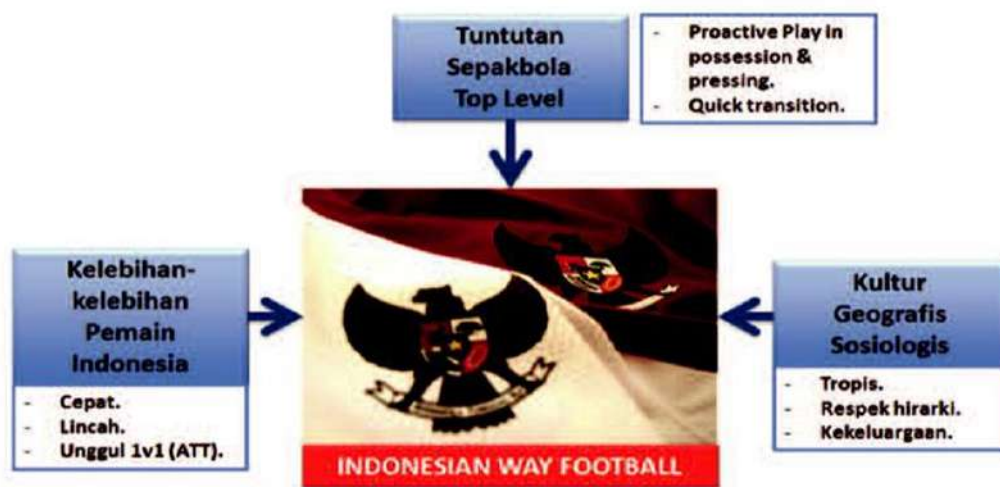 Tuntutan
Sepakbola
Top Level
- Proactive Play in
possession &
pressing.
- Quick transition.
Kelebihan-
kelebihan
Pemain
Indonesia
- Cepat.
- Lincah.
- Unggul 1v1 (ATT).
Kultur
Geografis
Sosiologis
- Tropis.
- Respek hirarki.
- Kekeluargaan.
INDONESIAN WAY FOOTBALL